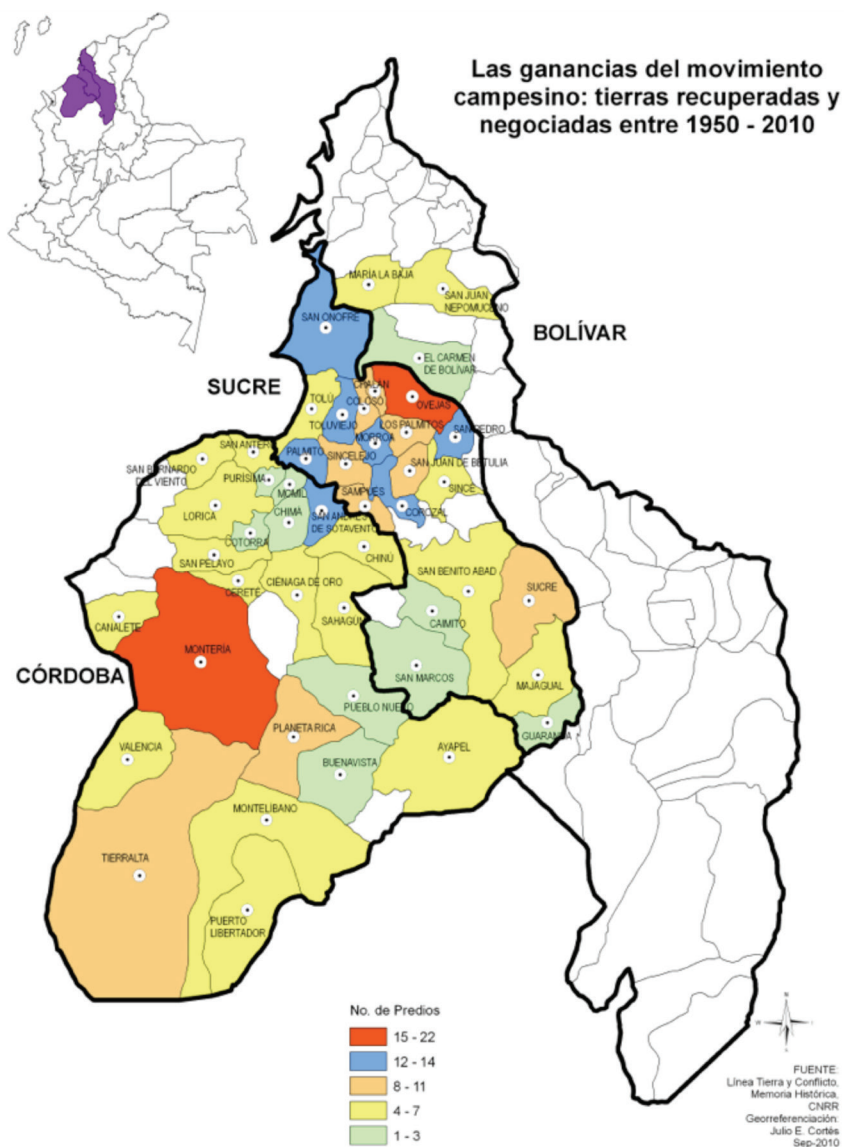 Las ganancias del movimiento
campesino: tierras recuperadas y
negociadas entre 1950 - 2010
MARÍA LA BAJA
SAN JUAN
NEPOMUCENO
SAN ONOFRE
BOLÍVAR
EL CARMEN
DE BOLIVAR
SUCRE
CHALÁN
TOLÚ
COLOSÓ
OVEJAS
TOLUVIEJO
LOS PALMITOS
MORROA
SAN PEDRO
SAN ANTERO
PALMITO
SINCELEJO
SAN JUAN DE BETULIA
SAN BERNARDO
DEL VIENTO
PURÍSIMA
MOMIL
SAMPUÉS
SINCÉ
LORICA
CHIMÁ
SAN ANDRÉS
DE SOTAVENTO
COROZAL
COTORRA
CHINÚ
SAN PELAYO
CERETÉ
CIÉNAGA DE ORO
SAN BENITO ABAD
SUCRE
CANALETE
SAHAGÚN
CAIMITO
MONTERÍA
CÓRDOBA
SAN MARCOS
MAJAGUAL
PUEBLO NUEVO
PLANETA RICA
GUARANDA
VALENCIA
AYAPEL
BUENAVISTA
MONTELÍBANO
TIERRALTA
PUERTO
LIBERTADOR
No. de Predios
15 - 22
12 - 14
8 - 11
4 - 7
1 - 3
N
FUENTE:
Línea Tierra y Conflicto,
Memoria Histórica,
CNRR
Georreferenciación:
Julio E. Cortés
Sep-2010